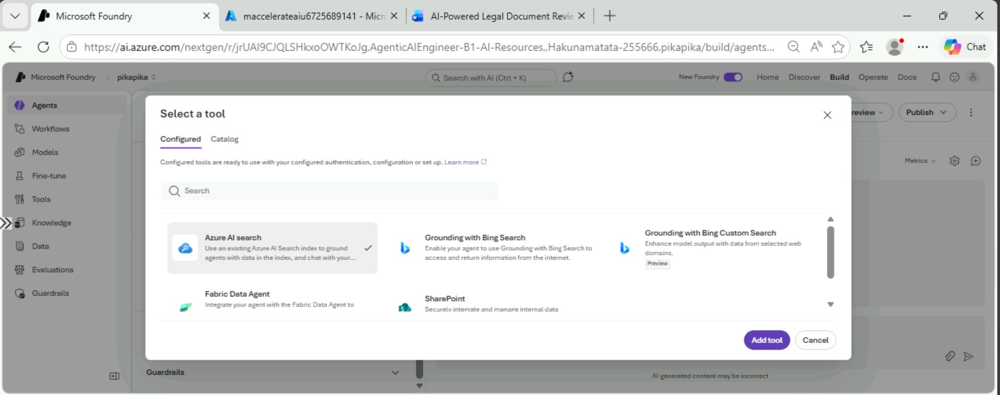 Microsoft Foundry
maccelerateaiu6725689141 - Micr
AI-Powered Legal Document Revie
https://ai.azure.com/nextgen/r/jrUAI9CJQLSHkxoOWTKoJg,AgenticAIEngineer-B1-AI-Resources,,Hakunamatata-255666,pikapika/build/agents...
Chat
Microsoft Foundry / pikapika
Search with AI (Ctrl + K)
New Foundry
Home
Discover
Build
Operate
Docs
Agents
Workflows
Models
Fine-tune
Tools
Knowledge
Data
Evaluations
Guardrails
review
Publish
Metrics
Select a tool
Configured
Catalog
Configured tools are ready to use with your configured authentication, configuration or set up. Learn more
Search
Azure AI search
Use an existing Azure AI Search index to ground
agents with data in the index, and chat with your...
Grounding with Bing Search
Enable your agent to use Grounding with Bing Search to
access and return information from the internet.
Grounding with Bing Custom Search
Enhance model output with data from selected web
domains.
Preview
Fabric Data Agent
Integrate your agent with the Fabric Data Agent to
SharePoint
Securely integrate and manage internal data
Add tool
Cancel
Guardrails
AI-generated content may be incorrect